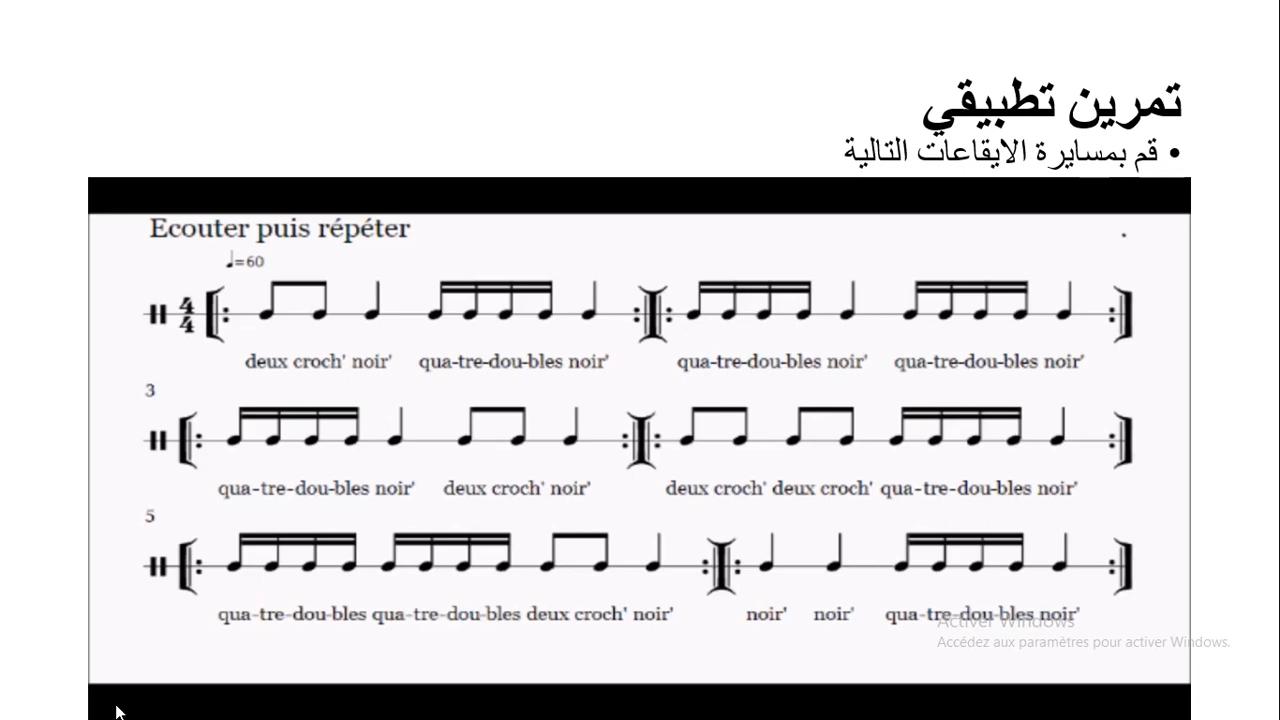 تمرين تطبيقي
• قم بمسايرة الايقاعات التالية
Ecouter puis répéter
♩=60
4
4
deux croch' noir' qua-tre-dou-bles noir' qua-tre-dou-bles noir' qua-tre-dou-bles noir'
3
qua-tre-dou-bles noir' deux croch' noir' deux croch' deux croch' qua-tre-dou-bles noir'
5
qua-tre-dou-bles qua-tre-dou-bles deux croch' noir' noir' noir' qua-tre-dou-bles noir'
Activer Windows
Accédez aux paramètres pour activer Windows.